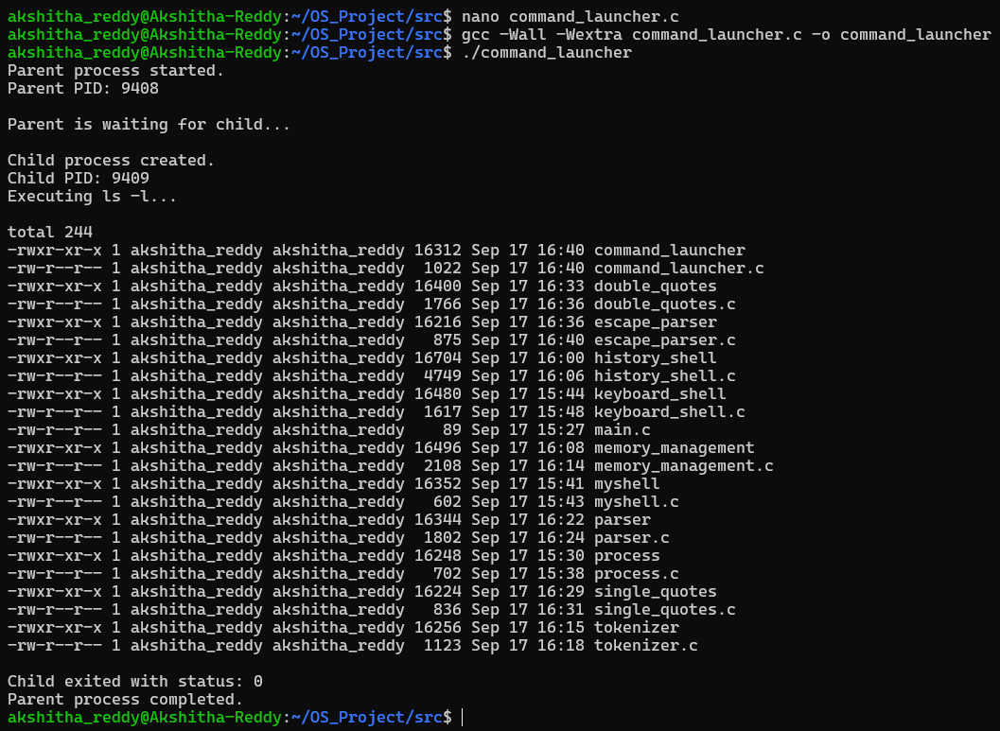 akshitha_reddy@Akshitha-Reddy:~/OS_Project/src$ nano command_launcher.c
akshitha_reddy@Akshitha-Reddy:~/OS_Project/src$ gcc -Wall -Wextra command_launcher.c -o command_launcher
akshitha_reddy@Akshitha-Reddy:~/OS_Project/src$ ./command_launcher
Parent process started.
Parent PID: 9408

Parent is waiting for child...

Child process created.
Child PID: 9409
Executing ls -l...

total 244
-rwxr-xr-x 1 akshitha_reddy akshitha_reddy 16312 Sep 17 16:40 command_launcher
-rw-r--r-- 1 akshitha_reddy akshitha_reddy  1022 Sep 17 16:40 command_launcher.c
-rwxr-xr-x 1 akshitha_reddy akshitha_reddy 16400 Sep 17 16:33 double_quotes
-rw-r--r-- 1 akshitha_reddy akshitha_reddy  1766 Sep 17 16:36 double_quotes.c
-rwxr-xr-x 1 akshitha_reddy akshitha_reddy 16216 Sep 17 16:36 escape_parser
-rw-r--r-- 1 akshitha_reddy akshitha_reddy   875 Sep 17 16:40 escape_parser.c
-rwxr-xr-x 1 akshitha_reddy akshitha_reddy 16704 Sep 17 16:00 history_shell
-rw-r--r-- 1 akshitha_reddy akshitha_reddy  4749 Sep 17 16:06 history_shell.c
-rwxr-xr-x 1 akshitha_reddy akshitha_reddy 16480 Sep 17 15:44 keyboard_shell
-rw-r--r-- 1 akshitha_reddy akshitha_reddy  1617 Sep 17 15:48 keyboard_shell.c
-rw-r--r-- 1 akshitha_reddy akshitha_reddy    89 Sep 17 15:27 main.c
-rwxr-xr-x 1 akshitha_reddy akshitha_reddy 16496 Sep 17 16:08 memory_management
-rw-r--r-- 1 akshitha_reddy akshitha_reddy  2108 Sep 17 16:14 memory_management.c
-rwxr-xr-x 1 akshitha_reddy akshitha_reddy 16352 Sep 17 15:41 myshell
-rw-r--r-- 1 akshitha_reddy akshitha_reddy   602 Sep 17 15:43 myshell.c
-rwxr-xr-x 1 akshitha_reddy akshitha_reddy 16344 Sep 17 16:22 parser
-rw-r--r-- 1 akshitha_reddy akshitha_reddy  1802 Sep 17 16:24 parser.c
-rwxr-xr-x 1 akshitha_reddy akshitha_reddy 16248 Sep 17 15:30 process
-rw-r--r-- 1 akshitha_reddy akshitha_reddy   702 Sep 17 15:38 process.c
-rwxr-xr-x 1 akshitha_reddy akshitha_reddy 16224 Sep 17 16:29 single_quotes
-rw-r--r-- 1 akshitha_reddy akshitha_reddy   836 Sep 17 16:31 single_quotes.c
-rwxr-xr-x 1 akshitha_reddy akshitha_reddy 16256 Sep 17 16:15 tokenizer
-rw-r--r-- 1 akshitha_reddy akshitha_reddy  1123 Sep 17 16:18 tokenizer.c

Child exited with status: 0
Parent process completed.
akshitha_reddy@Akshitha-Reddy:~/OS_Project/src$